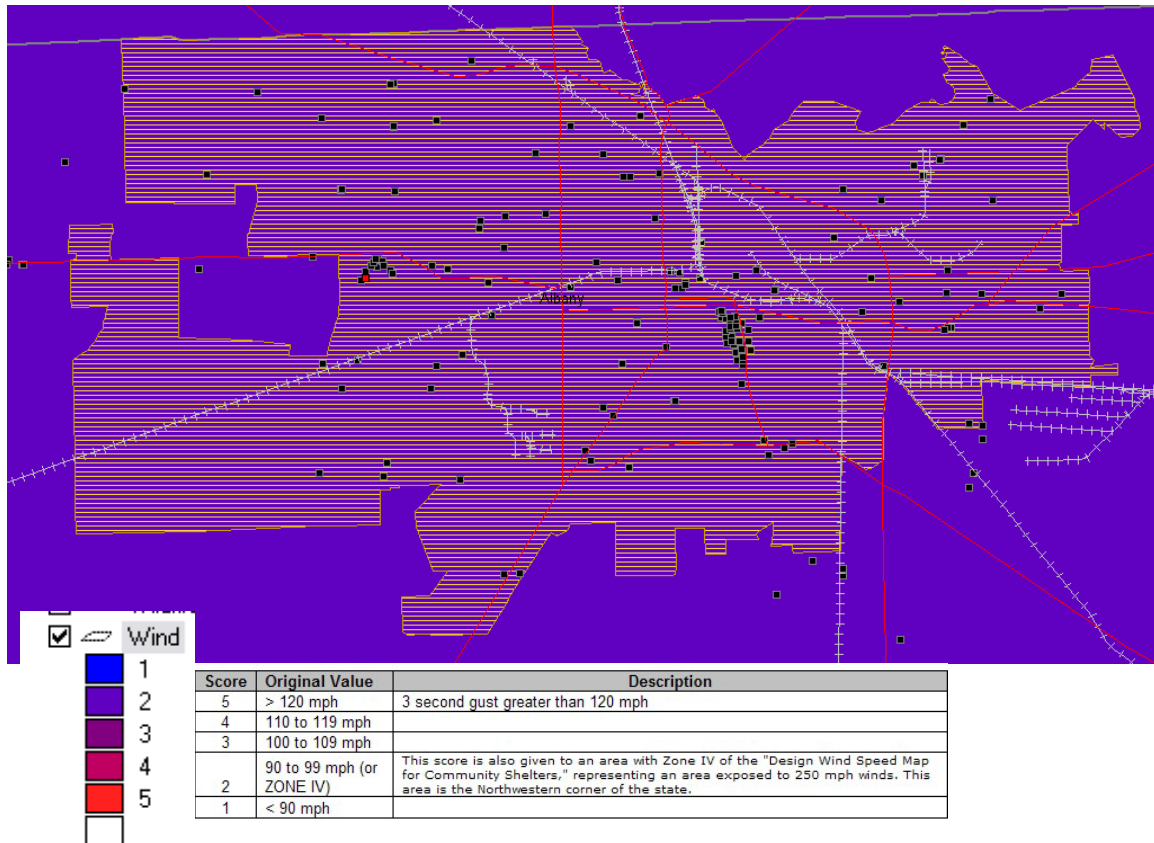 Albany
Wind
1
2
3
4
5
Score Original Value Description
5 > 120 mph 3 second gust greater than 120 mph
4 110 to 119 mph
3 100 to 109 mph
2 90 to 99 mph (or ZONE IV) This score is also given to an area with Zone IV of the "Design Wind Speed Map
for Community Shelters," representing an area exposed to 250 mph winds. This
area is the Northwestern corner of the state.
1 < 90 mph